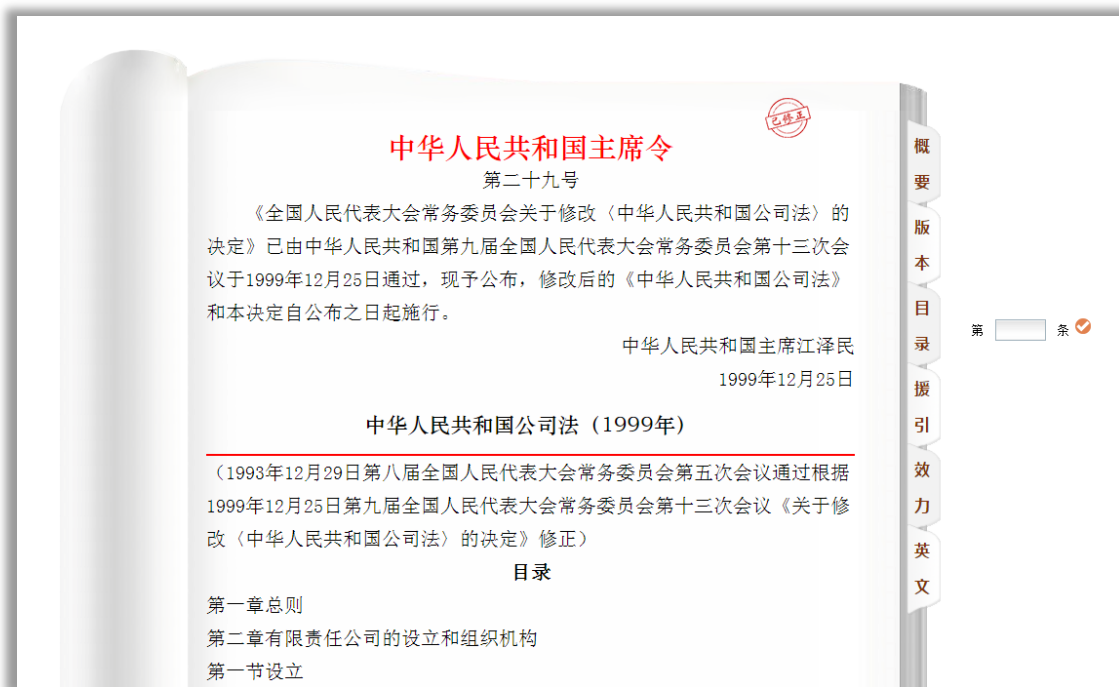 已修正
中华人民共和国主席令
第二十九号
《全国人民代表大会常务委员会关于修改〈中华人民共和国公司法〉的
决定》已由中华人民共和国第九届全国人民代表大会常务委员会第十三次会
议于1999年12月25日通过，现予公布，修改后的《中华人民共和国公司法》
和本决定自公布之日起施行。
中华人民共和国主席江泽民
1999年12月25日
中华人民共和国公司法（1999年）
（1993年12月29日第八届全国人民代表大会常务委员会第五次会议通过根据
1999年12月25日第九届全国人民代表大会常务委员会第十三次会议《关于修
改〈中华人民共和国公司法〉的决定》修正）
目录
第一章总则
第二章有限责任公司的设立和组织机构
第一节设立
概要
版本
目录
援引
效力
英文
第 条